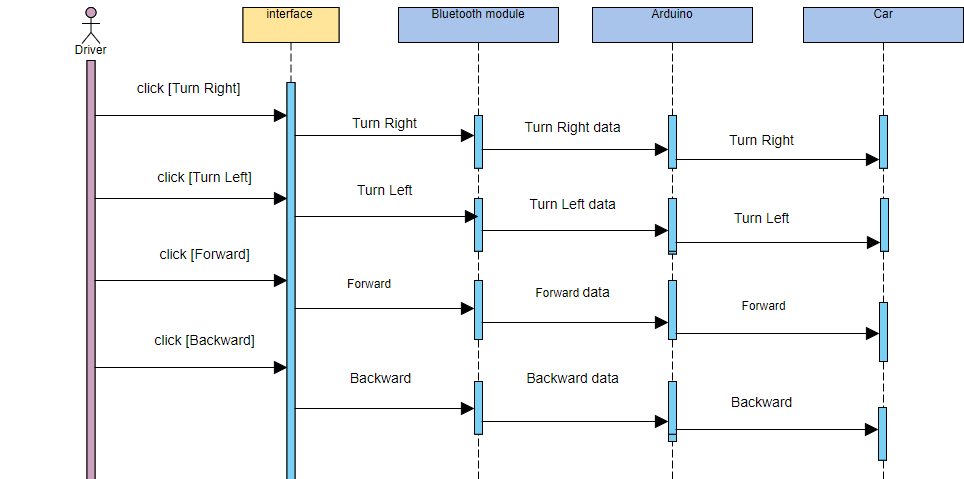 interface
Bluetooth module
Arduino
Car
Driver
click [Turn Right]
Turn Right
Turn Right data
Turn Right
click [Turn Left]
Turn Left
Turn Left data
Turn Left
click [Forward]
Forward
Forward data
Forward
click [Backward]
Backward
Backward data
Backward